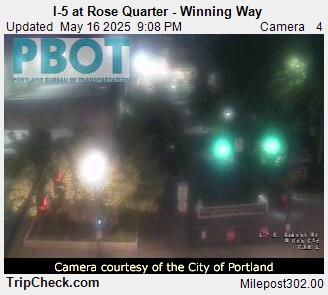 I-5 at Rose Quarter - Winning Way
Updated May 16 2025 9:08 PM Camera 4
PBOT
PORTLAND BUREAU OF TRANSPORTATION
Camera courtesy of the City of Portland
TripCheck.com Milepost302.00